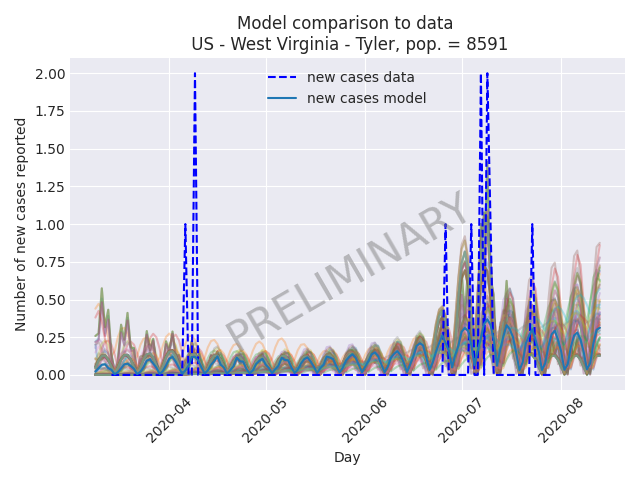 Model comparison to data
US - West Virginia - Tyler, pop. = 8591
2.00
1.75
1.50
1.25
1.00
0.75
0.50
0.25
0.00
Number of new cases reported
new cases data
new cases model
PRELIMINARY
2020-04
2020-05
2020-06
2020-07
2020-08
Day